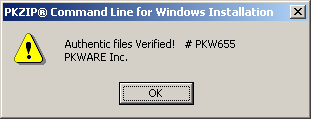 PKZIP® Command Line for Windows Installation
Authentic files Verified! # PKW655
PKWARE Inc.
OK